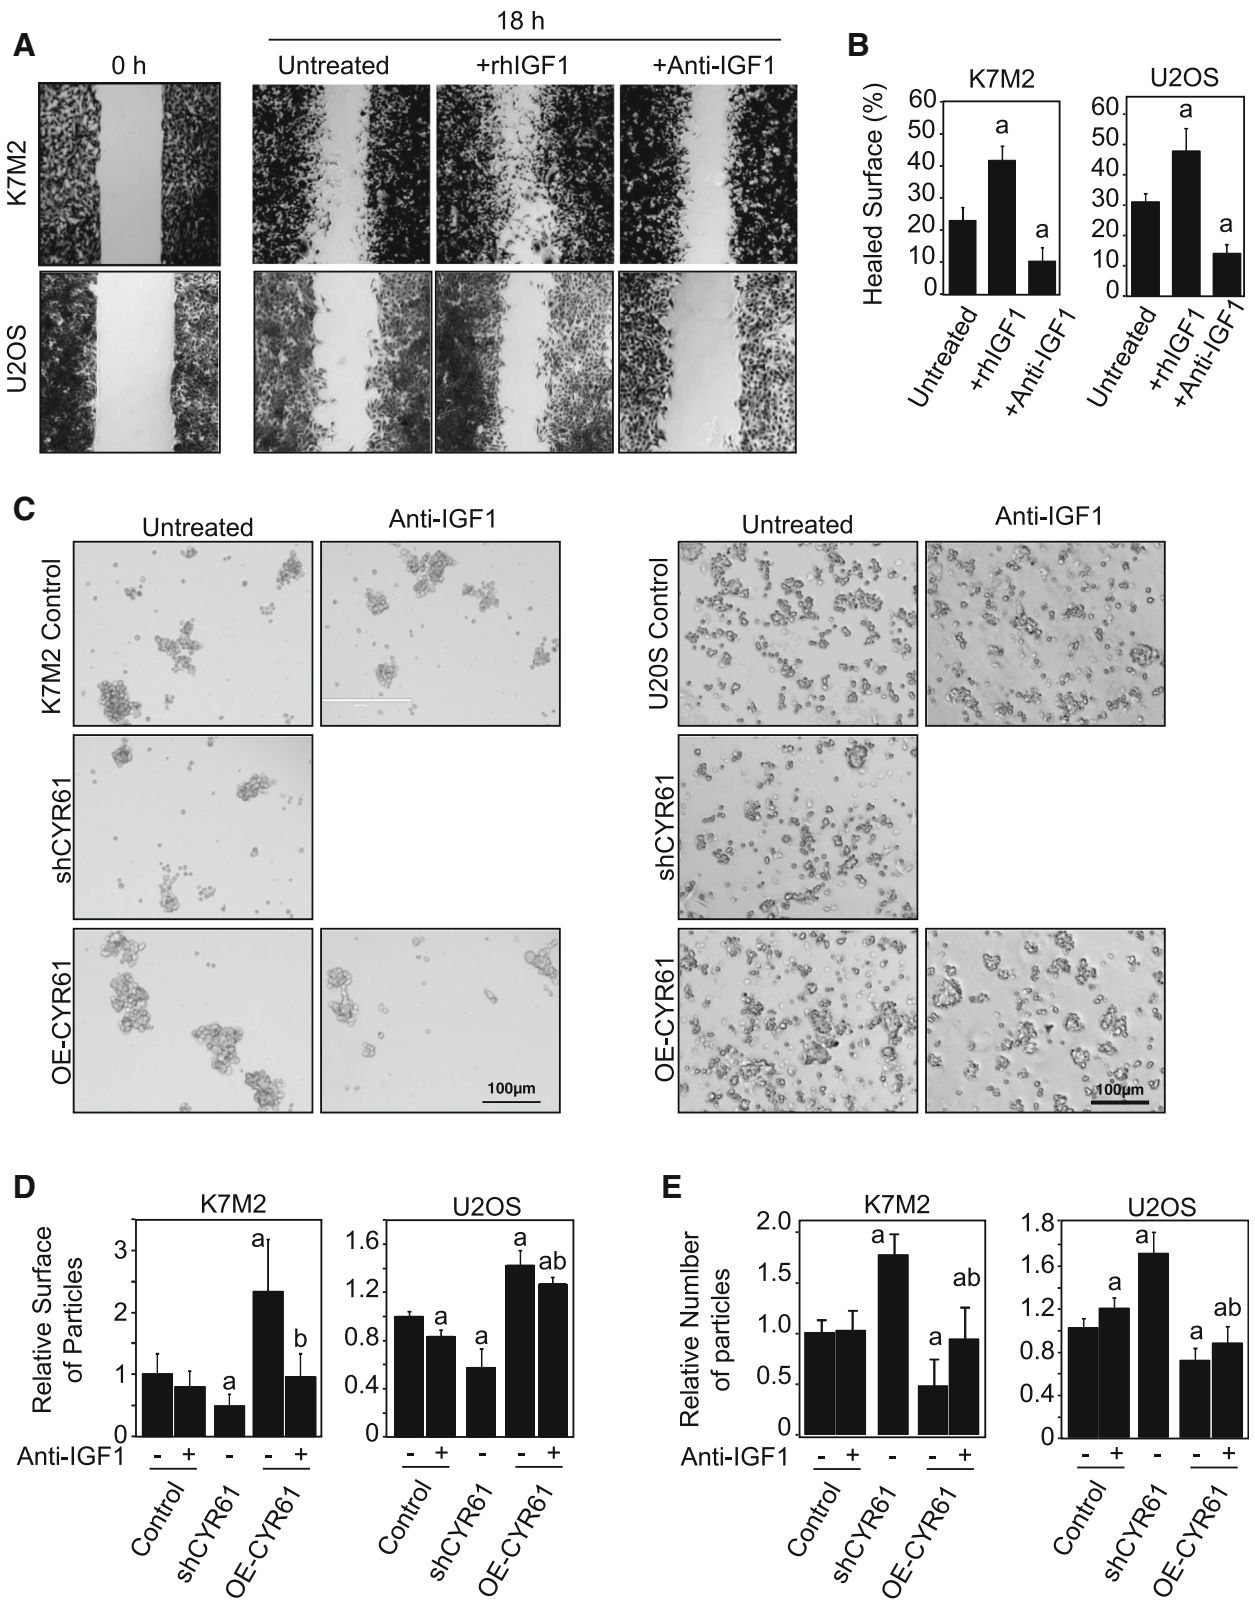 18 h
A
0 h
Untreated
+rhIGF1
+Anti-IGF1
K7M2
U2OS
B
K7M2
U2OS
Healed Surface (%)
60
50
40
30
20
10
0
60
50
40
30
20
10
0
a
a
a
a
Untreated
+rhIGF1
+Anti-IGF1
Untreated
+rhIGF1
+Anti-IGF1
C
Untreated
Anti-IGF1
Untreated
Anti-IGF1
K7M2 Control
shCYR61
OE-CYR61
100µm
U20S Control
shCYR61
OE-CYR61
100µm
D
K7M2
U2OS
Relative Surface
of Particles
3
2
1
0
a
a
b
1.6
1.2
0.8
0.4
0
a
a
a
ab
Anti-IGF1
- + - - +
- + - - +
Control
shCYR61
OE-CYR61
Control
shCYR61
OE-CYR61
E
K7M2
U2OS
Relative Number
of particles
2.0
1.5
1.0
0.5
0
a
a
ab
1.8
1.6
1.2
0.8
0.4
0
a
a
a
ab
Anti-IGF1
- + - - +
- + - - +
Control
shCYR61
OE-CYR61
Control
shCYR61
OE-CYR61